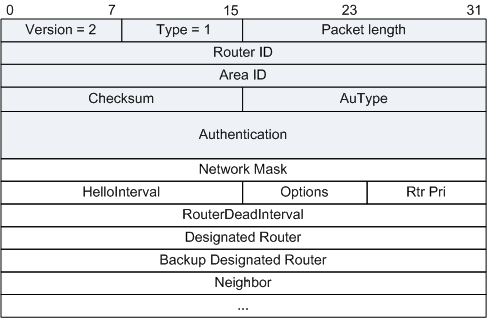 0 7 15 23 31
Version = 2 Type = 1 Packet length
Router ID
Area ID
Checksum AuType
Authentication
Network Mask
HelloInterval Options Rtr Pri
RouterDeadInterval
Designated Router
Backup Designated Router
Neighbor
...